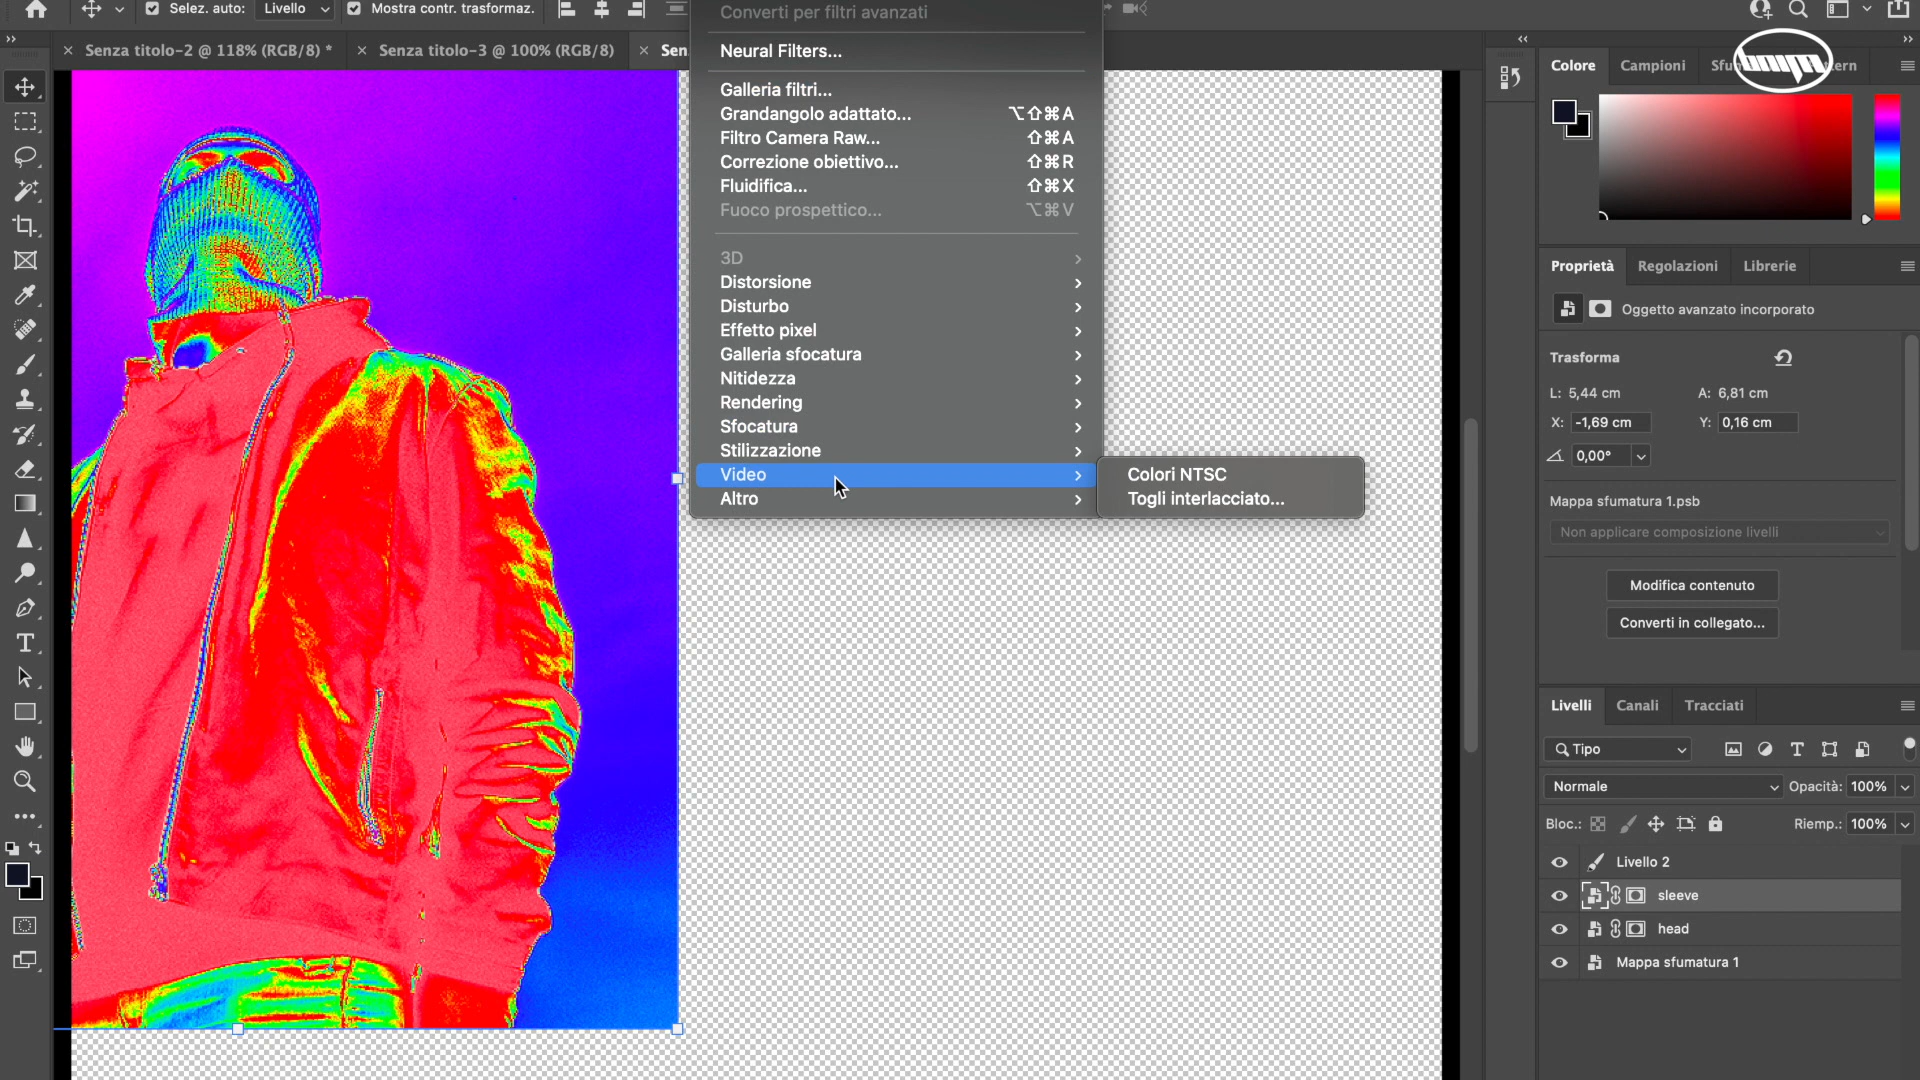 Selez. auto: Livello Mostra contr. trasformaz.
Converti per filtri avanzati
Senza titolo-2 @ 118% (RGB/8) *
Senza titolo-3 @ 100% (RGB/8)
Sen
Neural Filters...
Galleria filtri...
Grandangolo adattato... ⌥⇧⌘A
Filtro Camera Raw... ⇧⌘A
Correzione obiettivo... ⇧⌘R
Fluidifica... ⇧⌘X
Fuoco prospettico... ⌥⌘V
3D
Distorsione
Disturbo
Effetto pixel
Galleria sfocatura
Nitidezza
Rendering
Sfocatura
Stilizzazione
Video
Altro
Colori NTSC
Togli interlacciato...
Colore Campioni Sfu tern
Proprietà Regolazioni Librerie
Oggetto avanzato incorporato
Trasforma
L: 5,44 cm A: 6,81 cm
X: -1,69 cm Y: 0,16 cm
0,00°
Mappa sfumatura 1.psb
Non applicare composizione livelli
Modifica contenuto
Converti in collegato...
Livelli Canali Tracciati
Tipo
Normale Opacità: 100%
Bloc.: Riemp.: 100%
Livello 2
sleeve
head
Mappa sfumatura 1